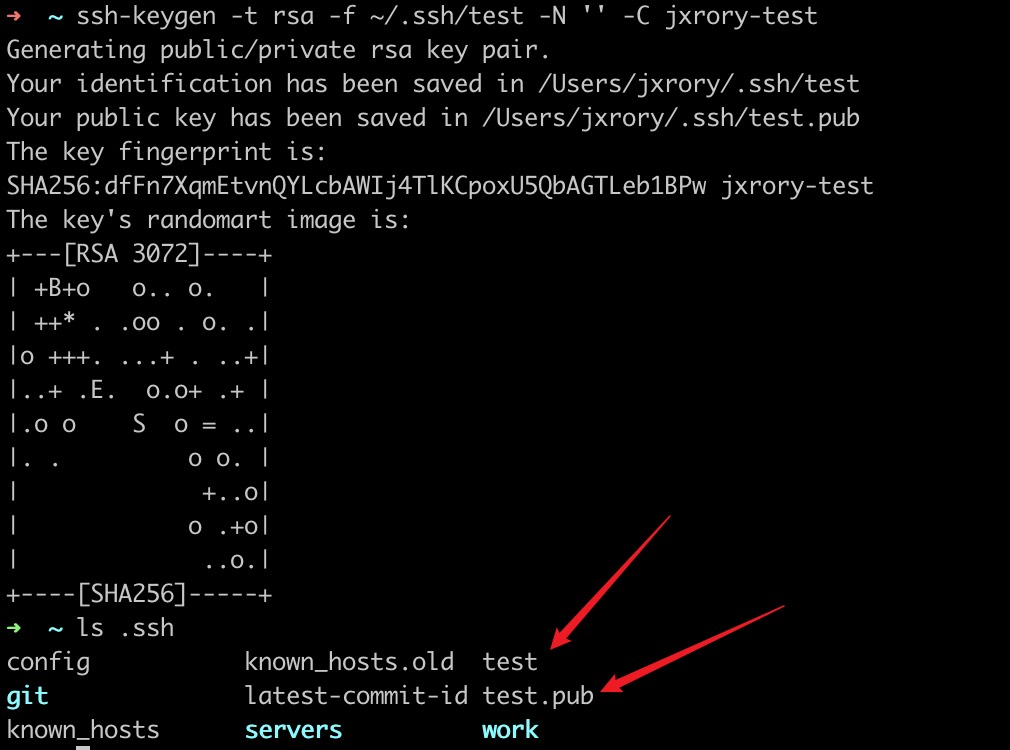 ➜  ~ ssh-keygen -t rsa -f ~/.ssh/test -N '' -C jxrory-test
Generating public/private rsa key pair.
Your identification has been saved in /Users/jxrory/.ssh/test
Your public key has been saved in /Users/jxrory/.ssh/test.pub
The key fingerprint is:
SHA256:dfFn7XqmEtvnQYLcbAWIj4TlKCpoxU5QbAGTLeb1BPw jxrory-test
The key's randomart image is:
+---[RSA 3072]----+
| +B+o   o.. o.   |
| ++* . .oo . o. .|
|o +++. ...+ . ..+|
|..+ .E.  o.o+ .+ |
|.o o    S  o = ..|
|. .         o o. |
|             +..o|
|            o .+o|
|             ..o.|
+----[SHA256]-----+
➜  ~ ls .ssh
config           known_hosts.old  test
git              latest-commit-id test.pub
known_hosts      servers          work